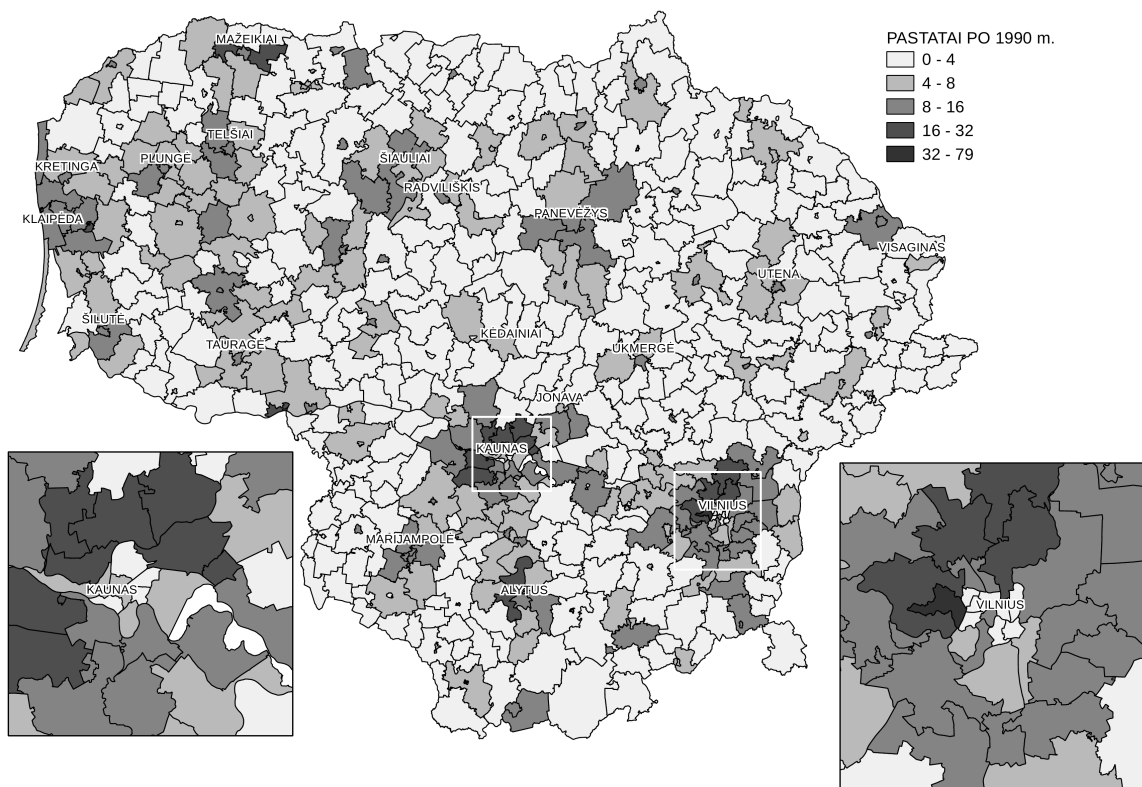 PASTATAI PO 1990 m.
0 - 4
4 - 8
8 - 16
16 - 32
32 - 79
MAŽEIKIAI
TELŠIAI
KRETINGA
PLUNGĖ
ŠIAULIAI
RADVILIŠKIS
KLAIPĖDA
PANEVĖŽYS
VISAGINAS
UTENA
ŠILUTĖ
TAURAGĖ
KĖDAINIAI
UKMERGĖ
JONAVA
KAUNAS
VILNIUS
MARIJAMPOLĖ
ALYTUS
KAUNAS
VILNIUS